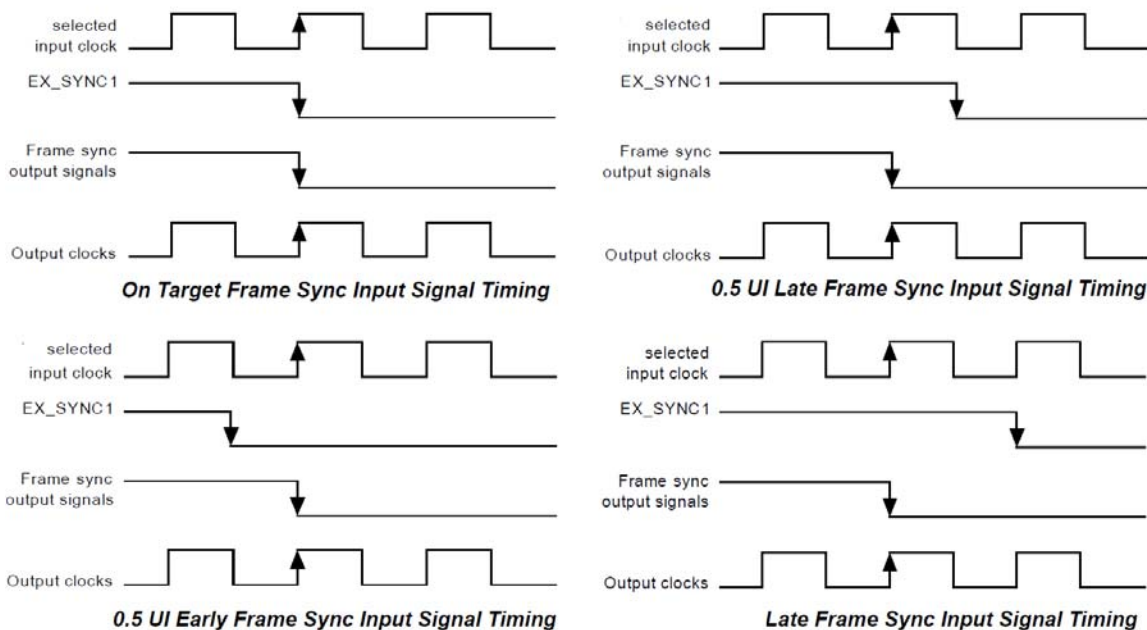 selected
input clock
EX_SYNC1
Frame sync
output signals
Output clocks
On Target Frame Sync Input Signal Timing
selected
input clock
EX_SYNC1
Frame sync
output signals
Output clocks
0.5 UI Late Frame Sync Input Signal Timing
selected
input clock
EX_SYNC1
Frame sync
output signals
Output clocks
0.5 UI Early Frame Sync Input Signal Timing
selected
input clock
EX_SYNC1
Frame sync
output signals
Output clocks
Late Frame Sync Input Signal Timing